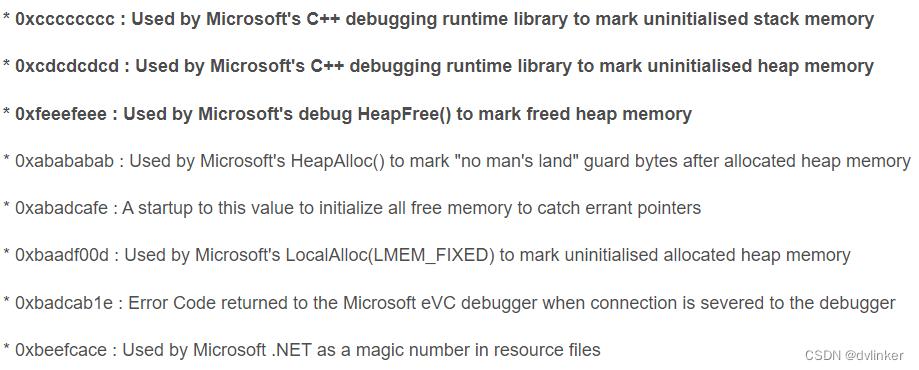 * 0xcccccccc : Used by Microsoft's C++ debugging runtime library to mark uninitialised stack memory
* 0xcdcdcdcd : Used by Microsoft's C++ debugging runtime library to mark uninitialised heap memory
* 0xfeeefeee : Used by Microsoft's debug HeapFree() to mark freed heap memory
* 0xabababab : Used by Microsoft's HeapAlloc() to mark "no man's land" guard bytes after allocated heap memory
* 0xabadcafe : A startup to this value to initialize all free memory to catch errant pointers
* 0xbaadf00d : Used by Microsoft's LocalAlloc(LMEM_FIXED) to mark uninitialised allocated heap memory
* 0xbadcab1e : Error Code returned to the Microsoft eVC debugger when connection is severed to the debugger
* 0xbeefcace : Used by Microsoft .NET as a magic number in resource files
CSDN @dvlinker